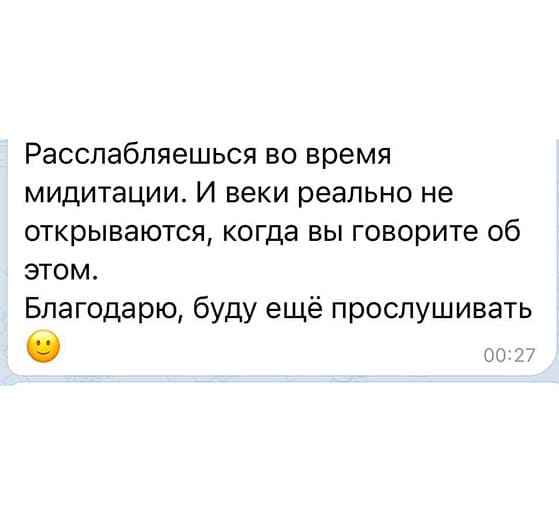 Расслабляешься во время
мидитации. И веки реально не
открываются, когда вы говорите об
этом.
Благодарю, буду ещё прослушивать
🙂
00:27